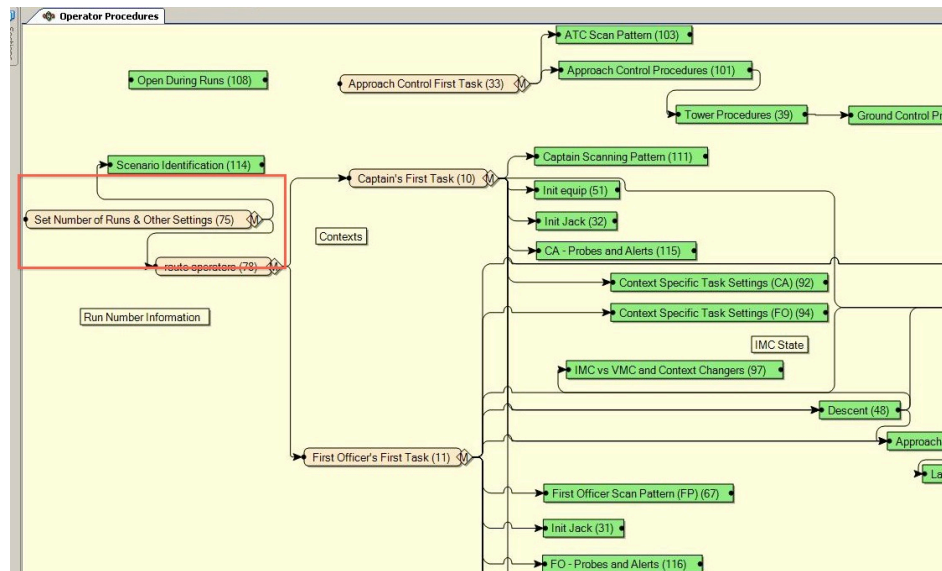 Operator Procedures
ATC Scan Pattern (103)
Open During Runs (108)
Approach Control First Task (33)
Approach Control Procedures (101)
Tower Procedures (39)
Ground Control Pr
Scenario Identification (114)
Captain's First Task (10)
Captain Scanning Pattern (111)
Init equip (51)
Set Number of Runs & Other Settings (75)
Init Jack (32)
Contexts
CA - Probes and Alerts (115)
route operators (78)
Context Specific Task Settings (CA) (92)
Run Number Information
Context Specific Task Settings (FO) (94)
IMC State
IMC vs VMC and Context Changers (97)
Descent (48)
Approach
First Officer's First Task (11)
La
First Officer Scan Pattern (FP) (67)
Init Jack (31)
FO - Probes and Alerts (116)